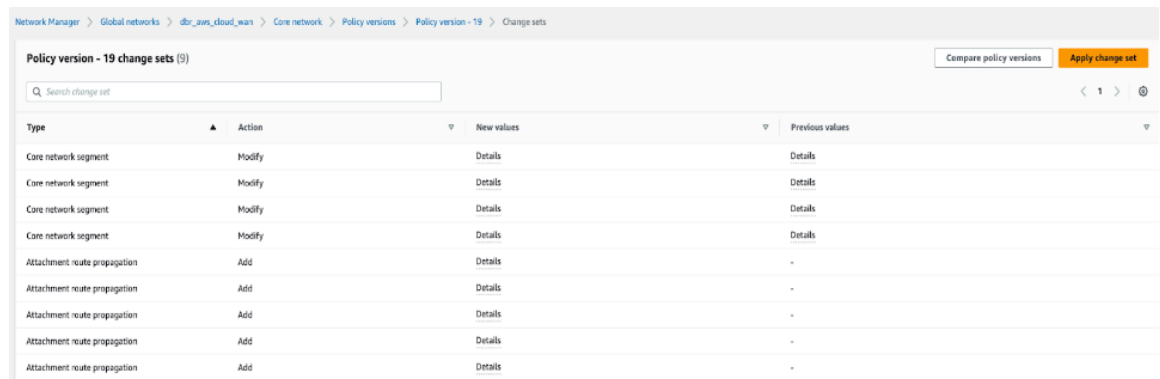 Network Manager > Global networks > dbr_aws_cloud_wan > Core network > Policy versions > Policy version - 19 > Change sets
Policy version - 19 change sets (9)
Compare policy versions
Apply change set
Search change set
< 1 >
Type Action New values Previous values
Core network segment Modify Details Details
Core network segment Modify Details Details
Core network segment Modify Details Details
Core network segment Modify Details Details
Attachment route propagation Add Details -
Attachment route propagation Add Details -
Attachment route propagation Add Details -
Attachment route propagation Add Details -
Attachment route propagation Add Details -